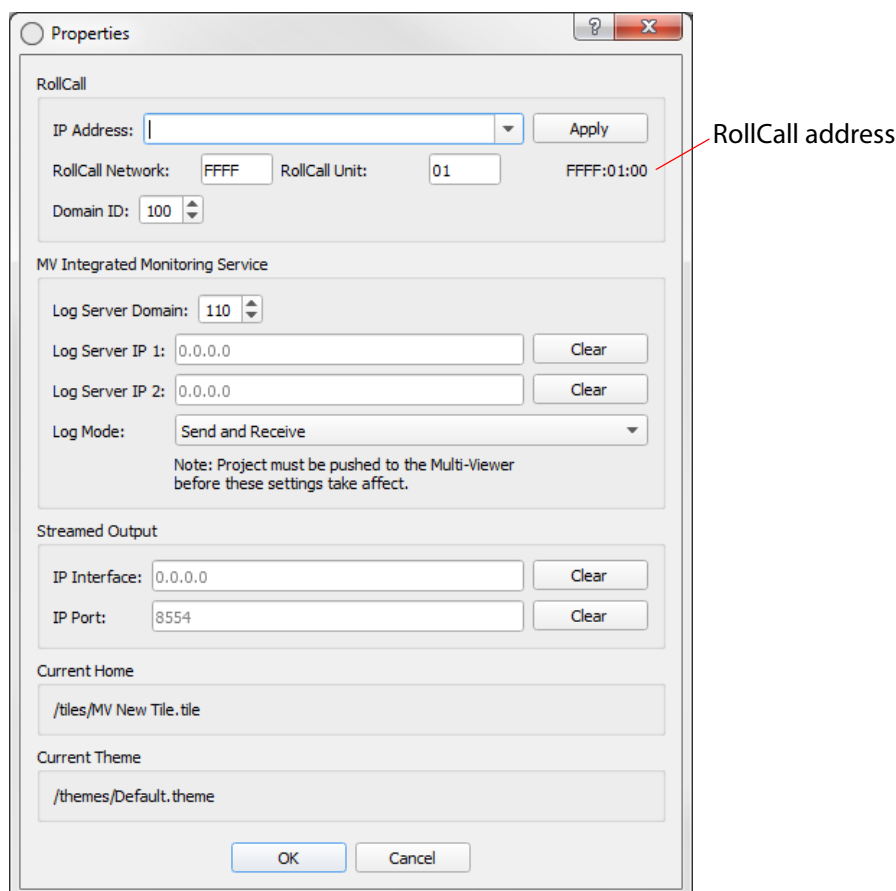 Properties
RollCall
IP Address: Apply
RollCall address
RollCall Network: FFFF RollCall Unit: 01 FFFF:01:00
Domain ID: 100
MV Integrated Monitoring Service
Log Server Domain: 110
Log Server IP 1: 0.0.0.0 Clear
Log Server IP 2: 0.0.0.0 Clear
Log Mode: Send and Receive
Note: Project must be pushed to the Multi-Viewer
before these settings take affect.
Streamed Output
IP Interface: 0.0.0.0 Clear
IP Port: 8554 Clear
Current Home
/tiles/MV New Tile.tile
Current Theme
/themes/Default.theme
OK Cancel